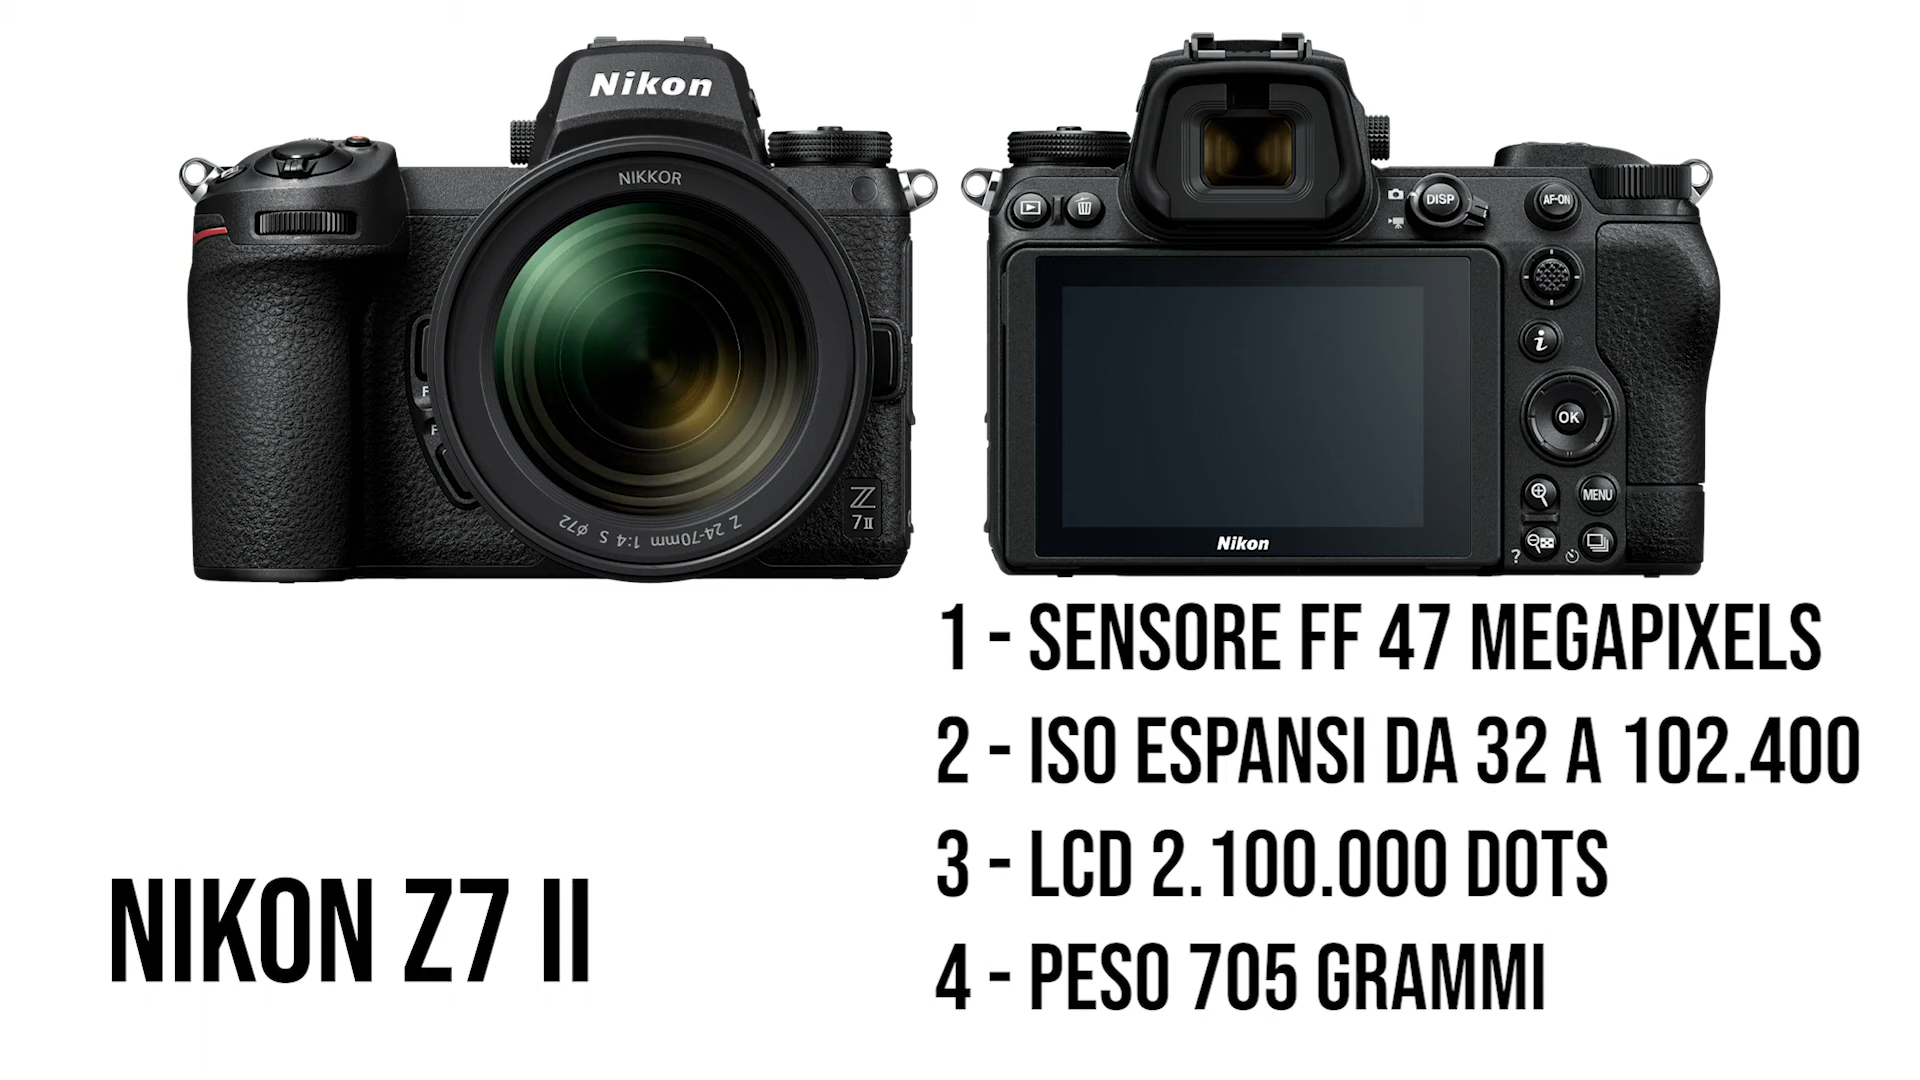 Nikon
NIKKOR
F
F
Z
7II
Z 24-70mm 1:4 S ø72
DISP
AF-ON
i
OK
MENU
?
Nikon
1 - SENSORE FF 47 MEGAPIXELS
2 - ISO ESPANSI DA 32 A 102.400
3 - LCD 2.100.000 DOTS
4 - PESO 705 GRAMMI
NIKON Z7 II